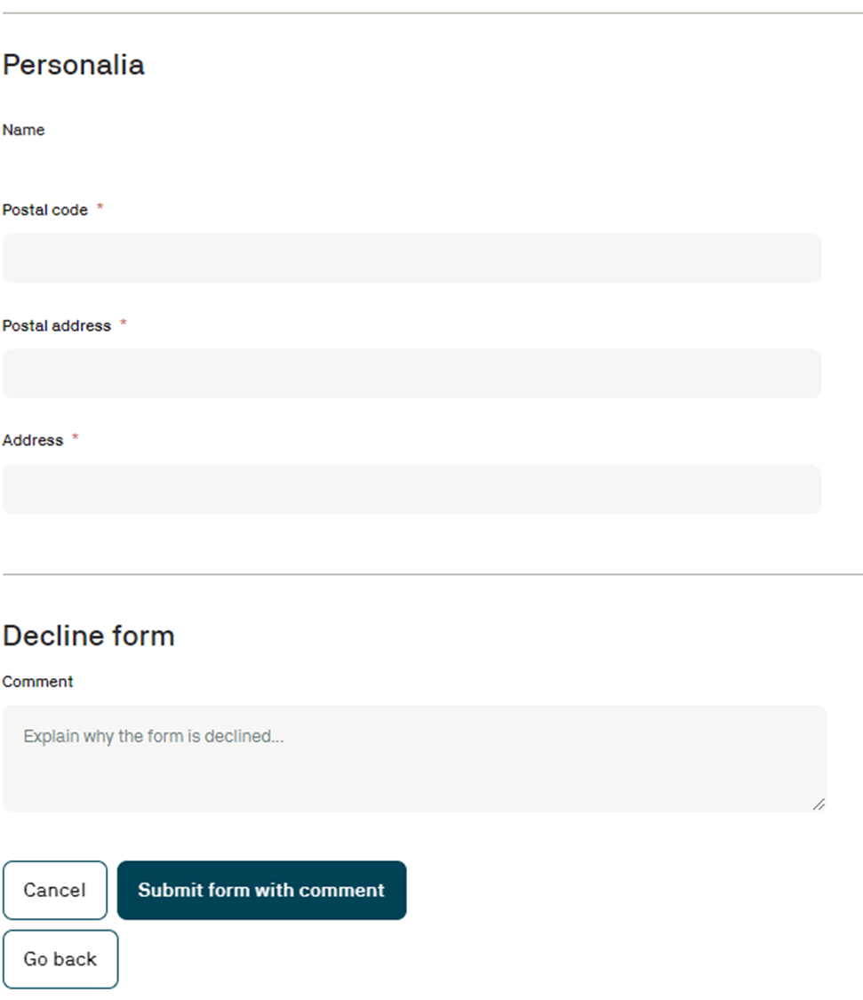 Personalia
Name
Postal code *
Postal address *
Address *
Decline form
Comment
Explain why the form is declined...
Cancel
Submit form with comment
Go back